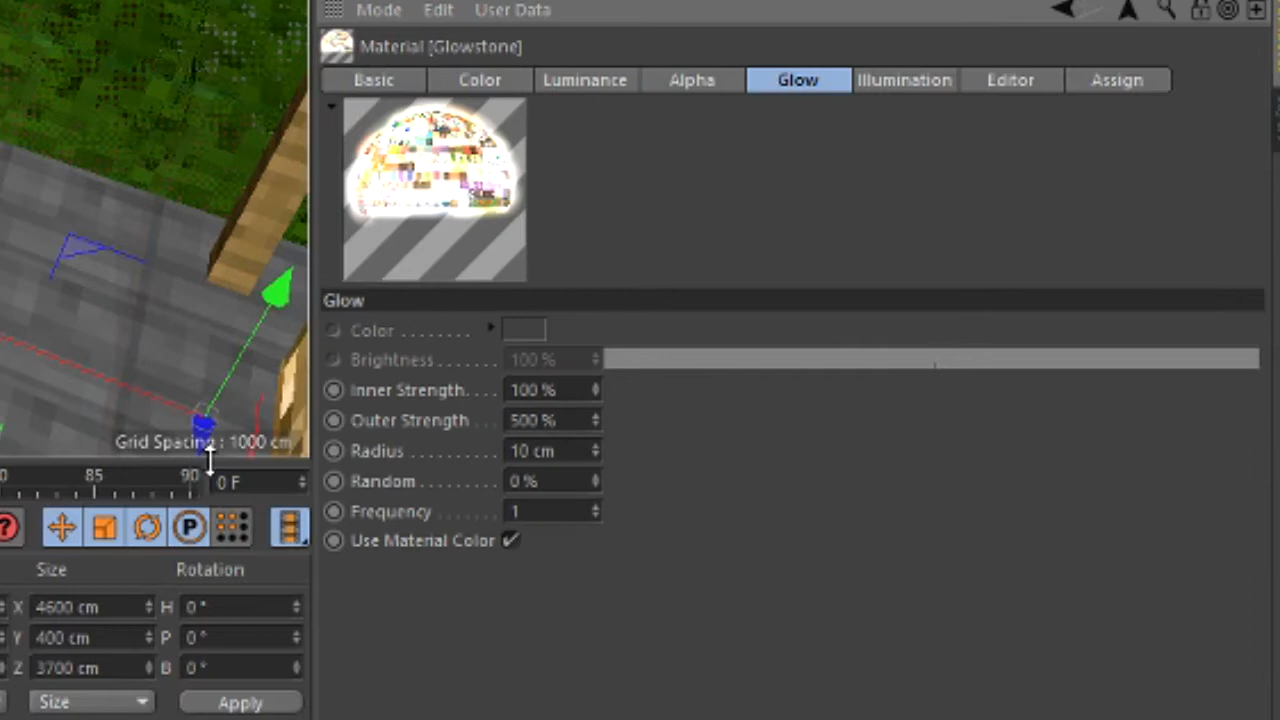 Mode Edit User Data
Material [Glowstone]
Basic Color Luminance Alpha Glow Illumination Editor Assign
Glow
Color ........
Brightness ....... 100 %
Inner Strength.... 100 %
Outer Strength ... 500 %
Radius .......... 10 cm
Random ......... 0 %
Frequency ....... 1
Use Material Color
Grid Spacing : 1000 cm
0 85 90 0 F
? P
Size Rotation
X 4600 cm H 0 °
Y 400 cm P 0 °
Z 3700 cm B 0 °
Size Apply